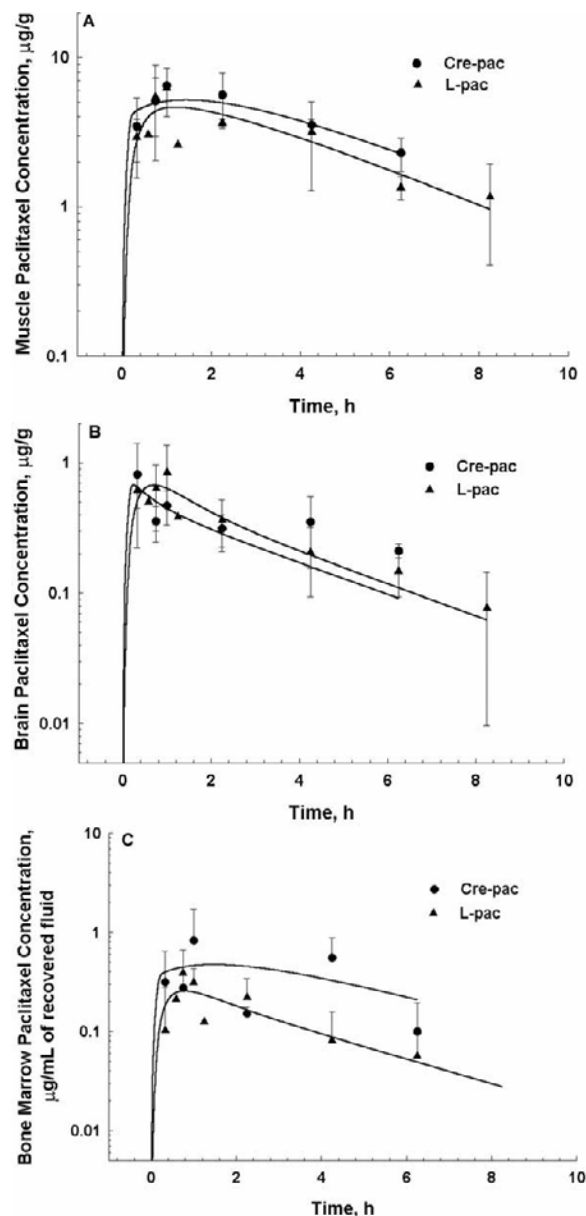 A
Muscle Paclitaxel Concentration, µg/g
10
1
0.1
Cre-pac
L-pac
0 2 4 6 8 10
Time, h
B
Brain Paclitaxel Concentration, µg/g
1
0.1
0.01
Cre-pac
L-pac
0 2 4 6 8 10
Time, h
C
Bone Marrow Paclitaxel Concentration,
µg/mL of recovered fluid
10
1
0.1
0.01
Cre-pac
L-pac
0 2 4 6 8 10
Time, h